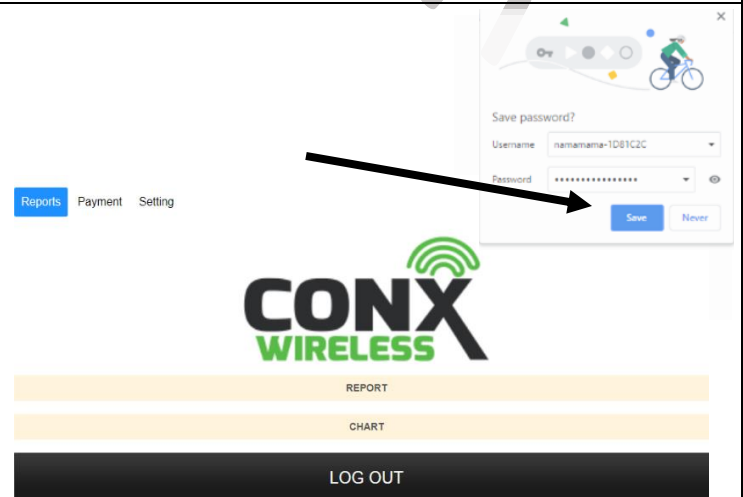 Save password?
Username namamama-1D81C2C
Password ••••••••••••••••
Save Never
Reports Payment Setting
CONX
WIRELESS
REPORT
CHART
LOG OUT